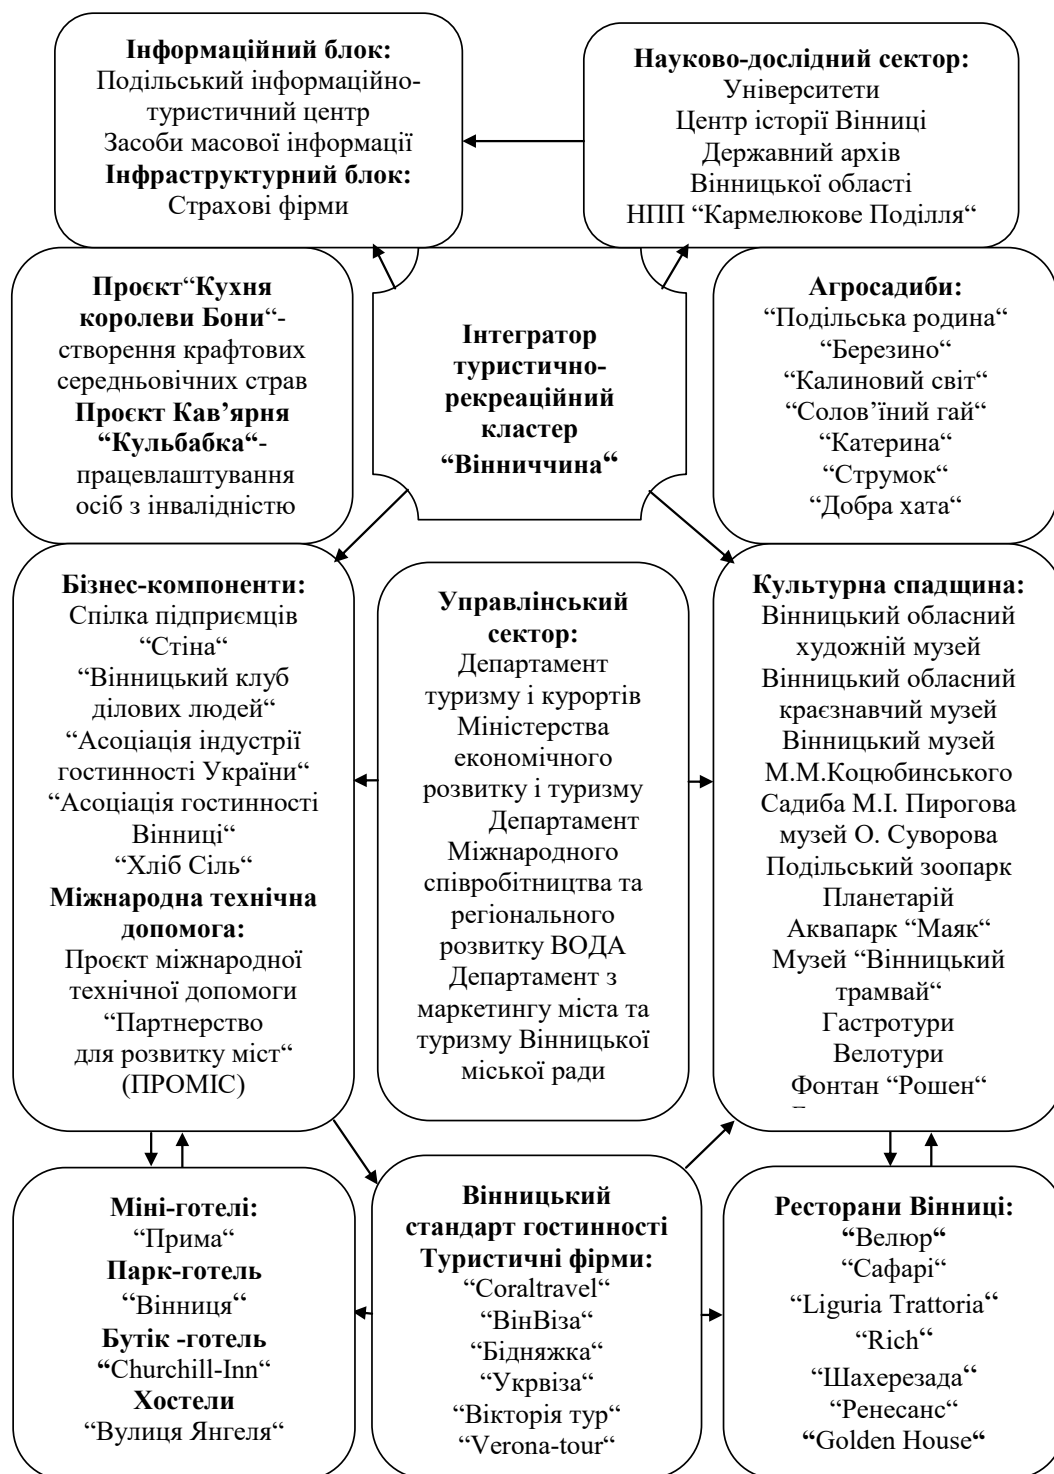 Інформаційний блок:
Подільський інформаційно-
туристичний центр
Засоби масової інформації
Інфраструктурний блок:
Страхові фірми
Науково-дослідний сектор:
Університети
Центр історії Вінниці
Державний архів
Вінницької області
НПП “Кармелюкове Поділля“
Проєкт“Кухня
королеви Бони“-
створення крафтових
середньовічних страв
Проєкт Кав’ярня
“Кульбабка“-
працевлаштування
осіб з інвалідністю
Інтегратор
туристично-
рекреаційний
кластер
“Вінниччина“
Агросадиби:
“Подільська родина“
“Березино“
“Калиновий світ“
“Солов’їний гай“
“Катерина“
“Струмок“
“Добра хата“
Бізнес-компоненти:
Спілка підприємців
“Стіна“
“Вінницький клуб
ділових людей“
“Асоціація індустрії
гостинності України“
“Асоціація гостинності
Вінниці“
“Хліб Сіль“
Міжнародна технічна
допомога:
Проєкт міжнародної
технічної допомоги
“Партнерство
для розвитку міст“
(ПРОМІС)
Управлінський
сектор:
Департамент
туризму і курортів
Міністерства
економічного
розвитку і туризму
Департамент
Міжнародного
співробітництва та
регіонального
розвитку ВОДА
Департамент з
маркетингу міста та
туризму Вінницької
міської ради
Культурна спадщина:
Вінницький обласний
художній музей
Вінницький обласний
краєзнавчий музей
Вінницький музей
М.М.Коцюбинського
Садиба М.І. Пирогова
музей О. Суворова
Подільський зоопарк
Планетарій
Аквапарк “Маяк“
Музей “Вінницький
трамвай“
Гастротури
Велотури
Фонтан “Рошен“
Міні-готелі:
“Прима“
Парк-готель
“Вінниця“
Бутік -готель
“Churchill-Inn“
Хостели
“Вулиця Янгеля“
Вінницький
стандарт гостинності
Туристичні фірми:
“Coraltravel“
“ВінВіза“
“Бідняжка“
“Укрвіза“
“Вікторія тур“
“Verona-tour“
Ресторани Вінниці:
“Велюр“
“Сафарі“
“Liguria Trattoria“
“Rich“
“Шахерезада“
“Ренесанс“
“Golden House“